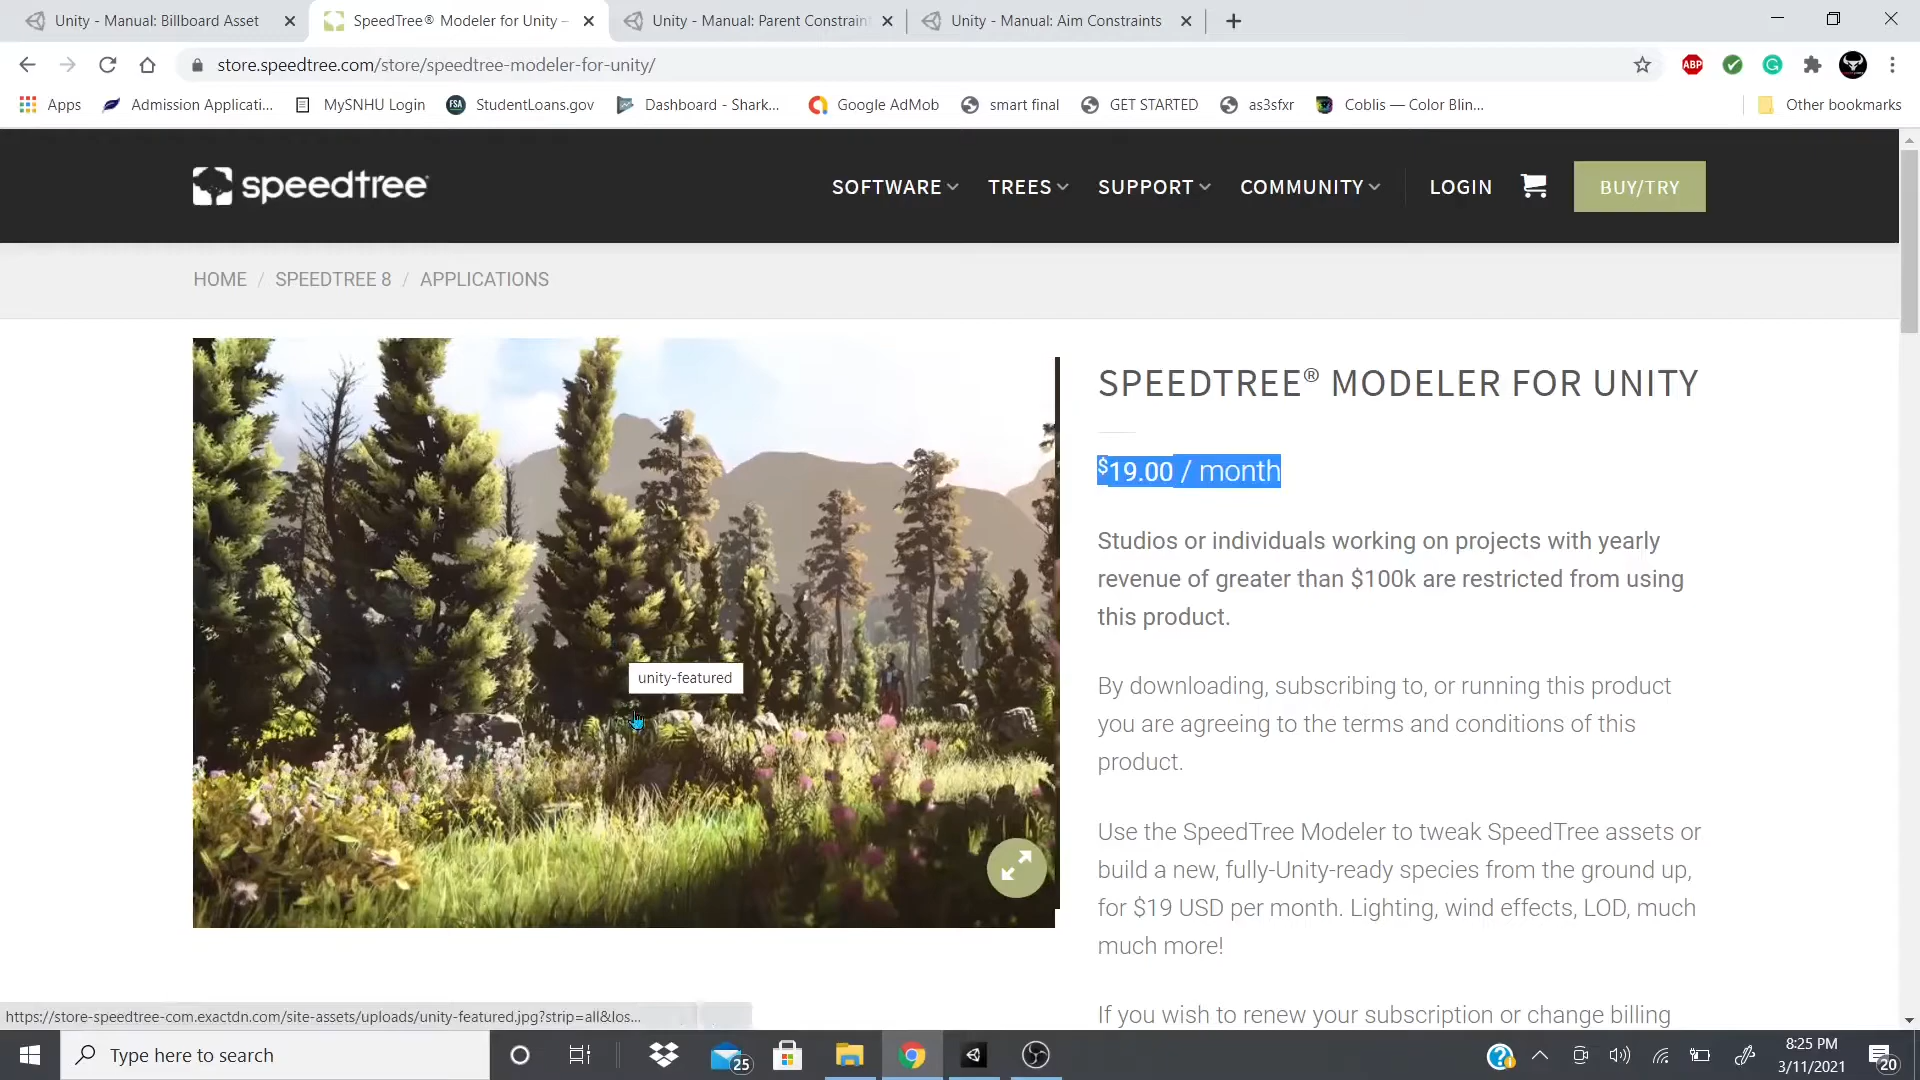 Unity - Manual: Billboard Asset
SpeedTree® Modeler for Unity –
Unity - Manual: Parent Constrain
Unity - Manual: Aim Constraints
store.speedtree.com/store/speedtree-modeler-for-unity/
ABP
Apps
Admission Applicati...
MySNHU Login
FSA
StudentLoans.gov
Dashboard - Shark...
Google AdMob
smart final
GET STARTED
as3sfxr
Coblis — Color Blin...
Other bookmarks
speedtree
SOFTWARE
TREES
SUPPORT
COMMUNITY
LOGIN
BUY/TRY
HOME / SPEEDTREE 8 / APPLICATIONS
SPEEDTREE® MODELER FOR UNITY
$19.00 / month
Studios or individuals working on projects with yearly
revenue of greater than $100k are restricted from using
this product.
unity-featured
By downloading, subscribing to, or running this product
you are agreeing to the terms and conditions of this
product.
Use the SpeedTree Modeler to tweak SpeedTree assets or
build a new, fully-Unity-ready species from the ground up,
for $19 USD per month. Lighting, wind effects, LOD, much
much more!
If you wish to renew your subscription or change billing
https://store-speedtree-com.exactdn.com/site-assets/uploads/unity-featured.jpg?strip=all&los...
Type here to search
25
8:25 PM
3/11/2021
20